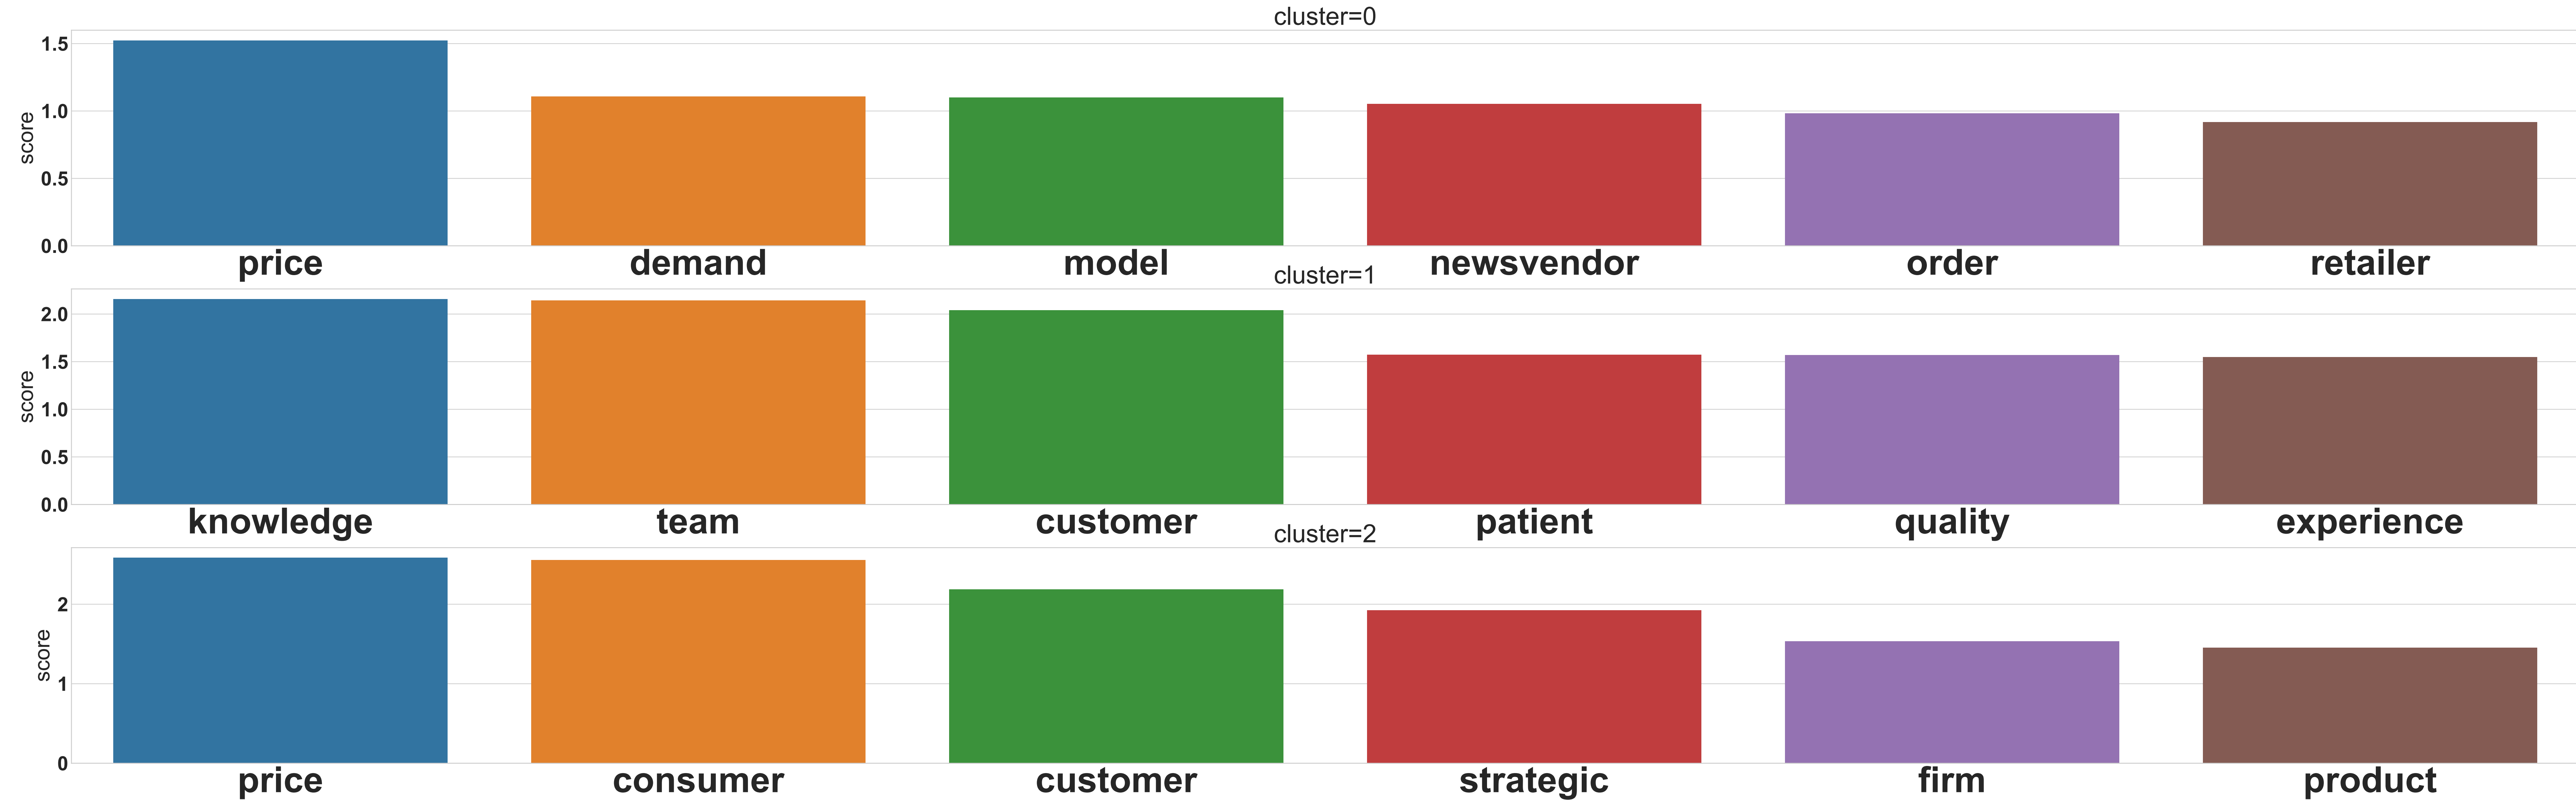 cluster=0
1.5
1.0
0.5
0.0
score
price demand model newsvendor order retailer
cluster=1
2.0
1.5
1.0
0.5
0.0
score
knowledge team customer patient quality experience
cluster=2
2
1
0
score
price consumer customer strategic firm product